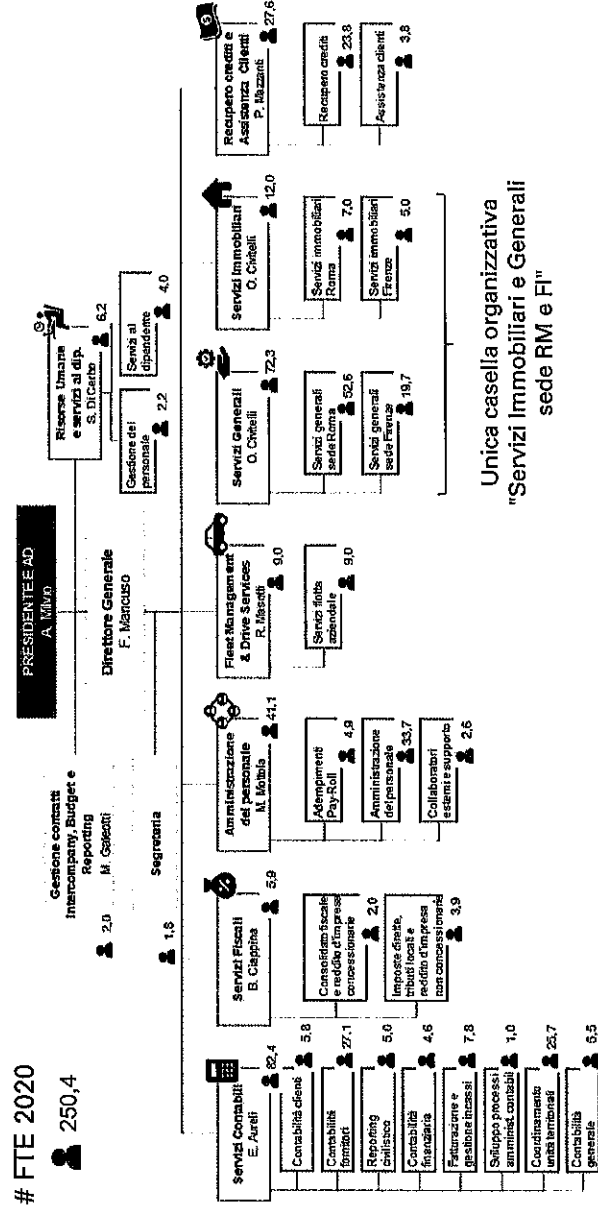 # FTE 2020
250,4
PRESIDENTE E AD
A. Milvio
Gestione contratti
Intercompany, Budget e
Reporting
2,0 M. Galeotti
Direttore Generale
F. Mancuso
Segreteria
1,8
Risorse Umane
e servizi al dip.
S. Di Carbo
6,2
Gestione del
personale
2,2
Servizi al
dipendente
4,0
Servizi Contabili
E. Aureli
82,4
Contabilità clienti
5,8
Contabilità
fornitori
27,1
Reporting
civilistico
5,0
Contabilità
finanziaria
4,6
Fatturazione e
gestione incassi
7,8
Sviluppo processi
amminist. contabili
1,0
Coordinamento
unità territoriali
25,7
Contabilità
generale
5,5
Servizi Fiscali
B. Ciappina
5,9
Consolidato fiscale
e reddito d'impresa
concessionarie
2,0
Imposte dirette,
tributi locali e
reddito d'impresa
non concessionarie
3,9
Amministrazione
del personale
M. Mottola
41,1
Adempimenti
Pay-Roll
4,9
Amministrazione
del personale
33,7
Collaboratori
esterni e supporto
2,6
Fleet Management
& Drive Services
R. Masetti
9,0
Servizi flotta
aziendale
9,0
Servizi Generali
O. Civitelli
72,3
Servizi generali
sede Roma
52,6
Servizi generali
sede Firenze
19,7
Servizi Immobiliari
O. Civitelli
12,0
Servizi immobiliari
Roma
7,0
Servizi immobiliari
Firenze
5,0
Unica casella organizzativa
"Servizi Immobiliari e Generali
sede RM e FI"
Recupero crediti e
Assistenza Clienti
P. Mazzanti
27,6
Recupero crediti
23,8
Assistenza clienti
3,8